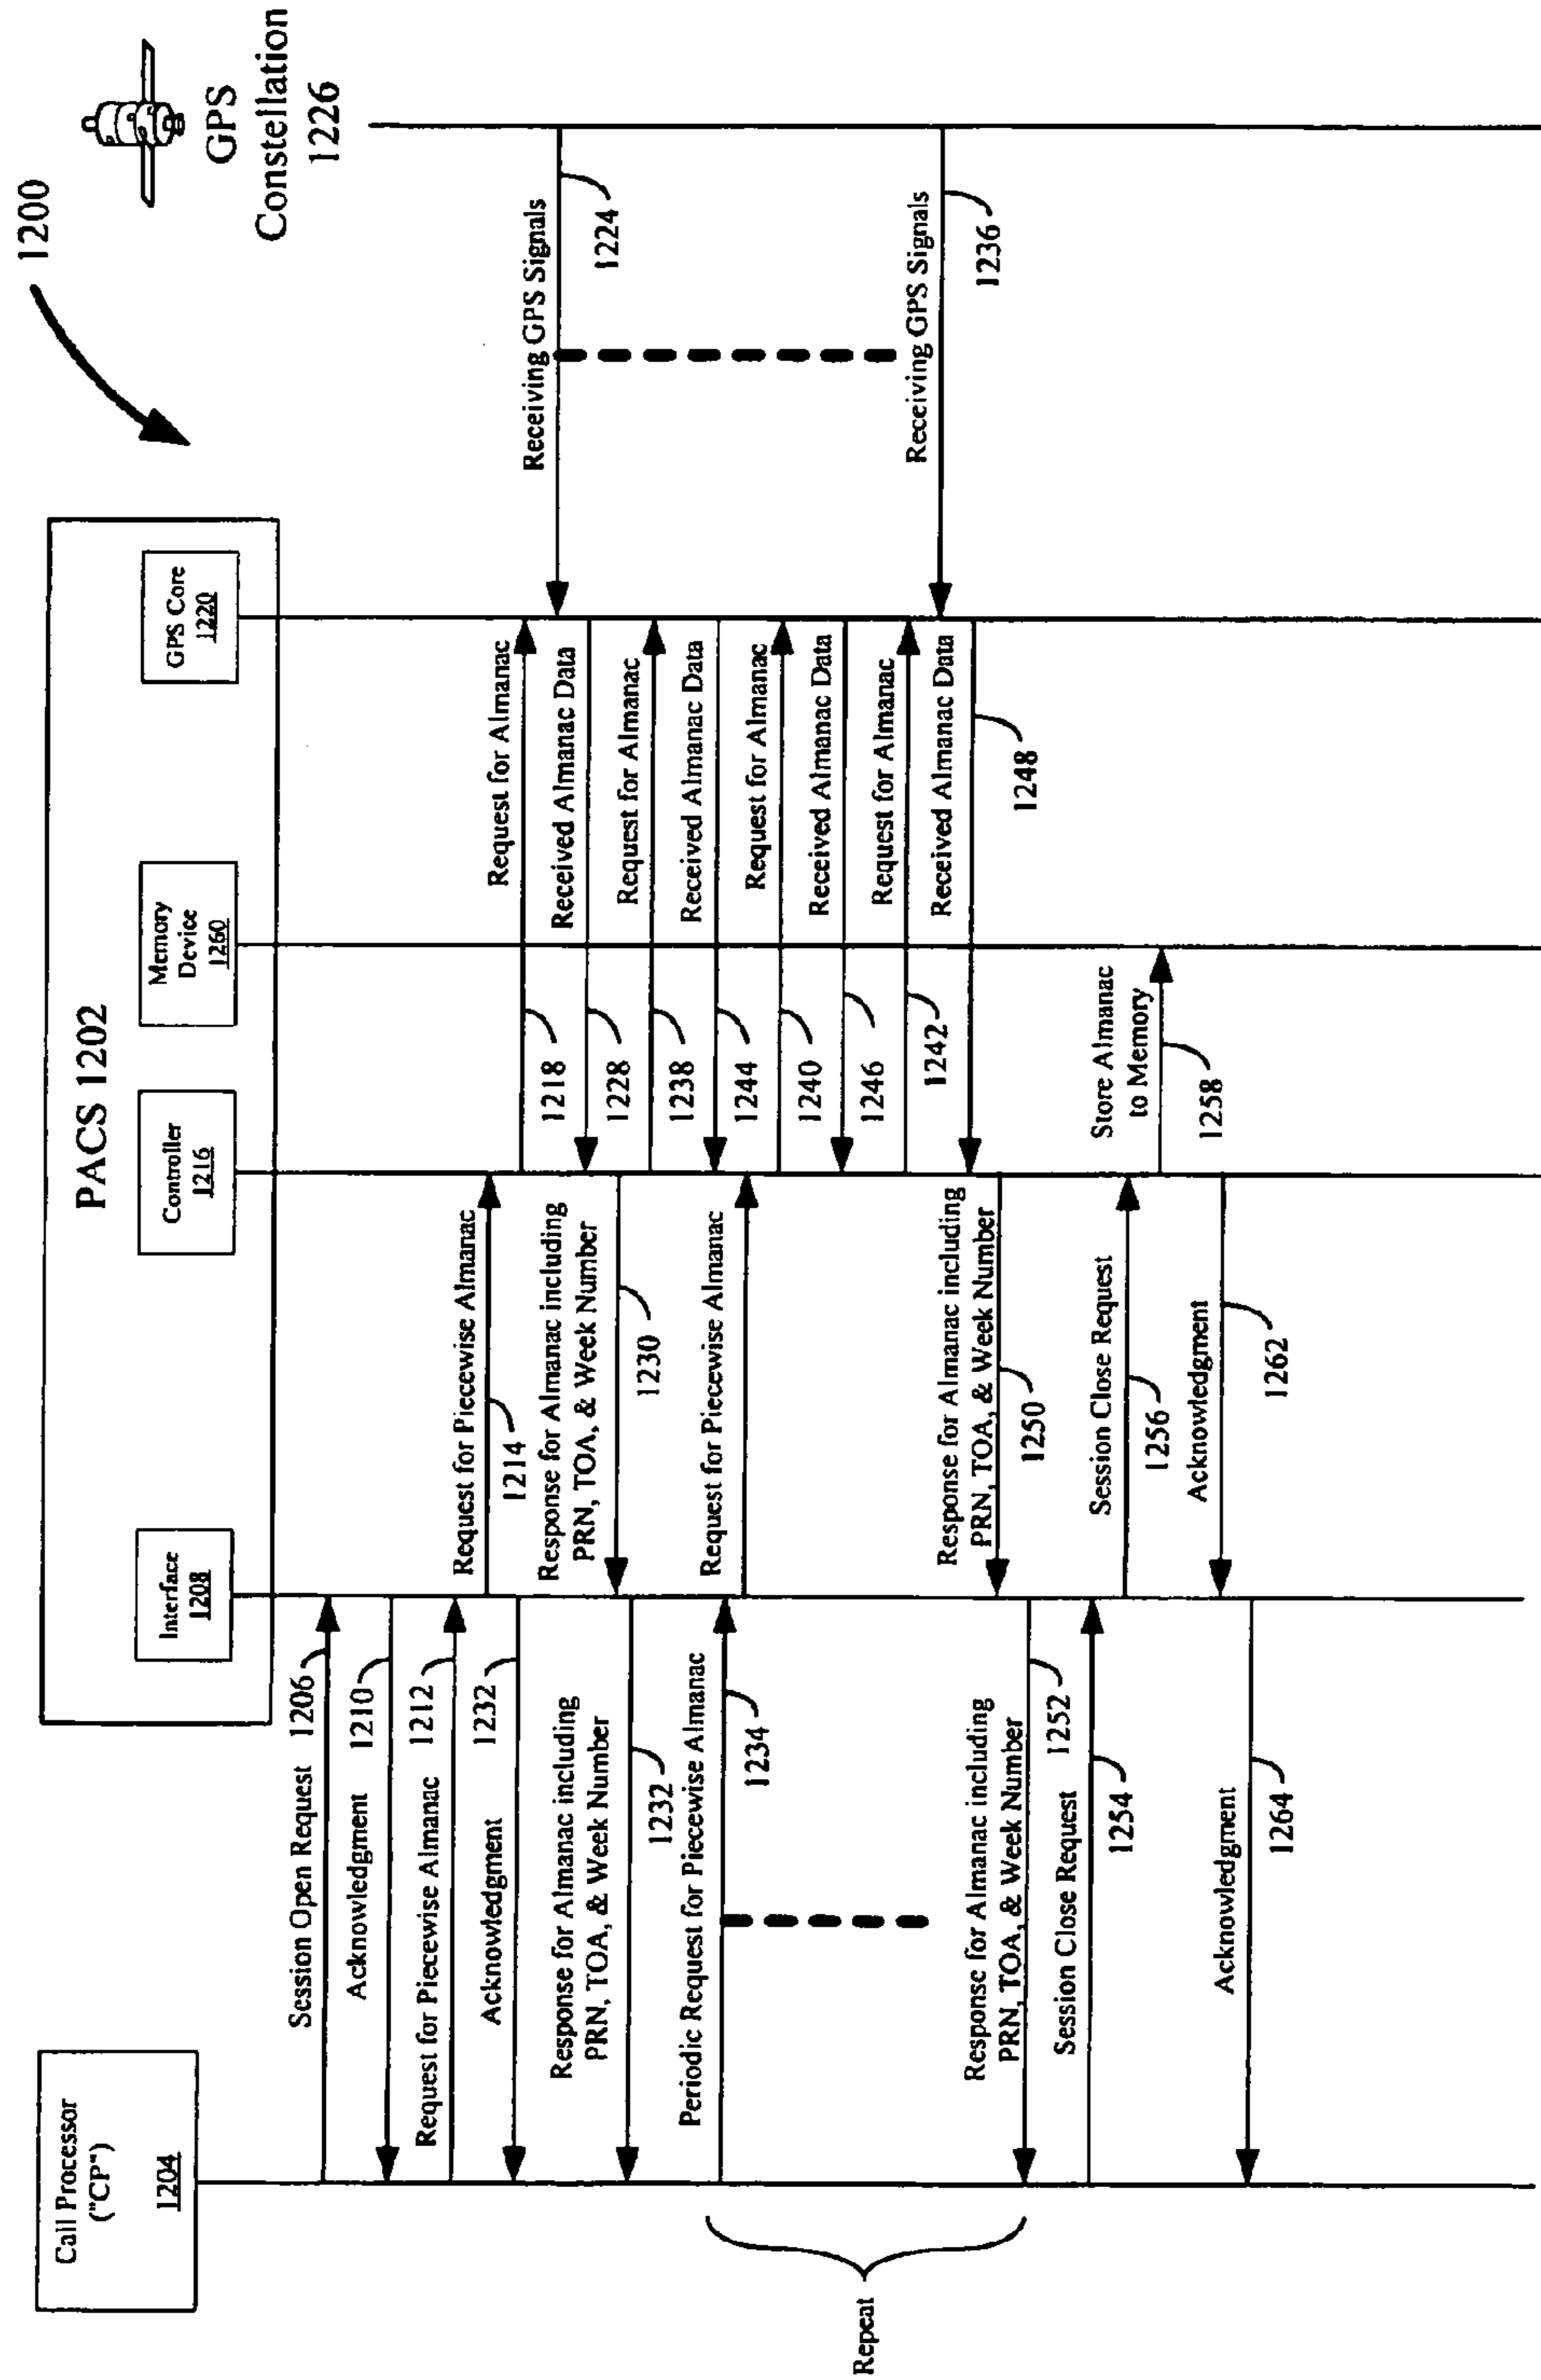 1200
GPS
Constellation
1226
PACS 1202
Call Processor
("CP")
1204
Interface
1208
Controller
1216
Memory
Device
1260
GPS Core
1220
Session Open Request
1206
Acknowledgment
1210
Request for Piecewise Almanac
1212
Request for Piecewise Almanac
1214
Acknowledgment
1232
Request for Almanac
1218
Receiving GPS Signals
1224
Received Almanac Data
1228
Response for Almanac including
PRN, TOA, & Week Number
1230
Response for Almanac including
PRN, TOA, & Week Number
1232
Request for Almanac
1238
Received Almanac Data
1244
Periodic Request for Piecewise Almanac
1234
Request for Piecewise Almanac
Request for Almanac
1240
Received Almanac Data
1246
Request for Almanac
1242
Receiving GPS Signals
1236
Received Almanac Data
1248
Response for Almanac including
PRN, TOA, & Week Number
1250
Response for Almanac including
PRN, TOA, & Week Number
1252
Repeat
Session Close Request
1254
Session Close Request
1256
Store Almanac
to Memory
1258
Acknowledgment
1262
Acknowledgment
1264